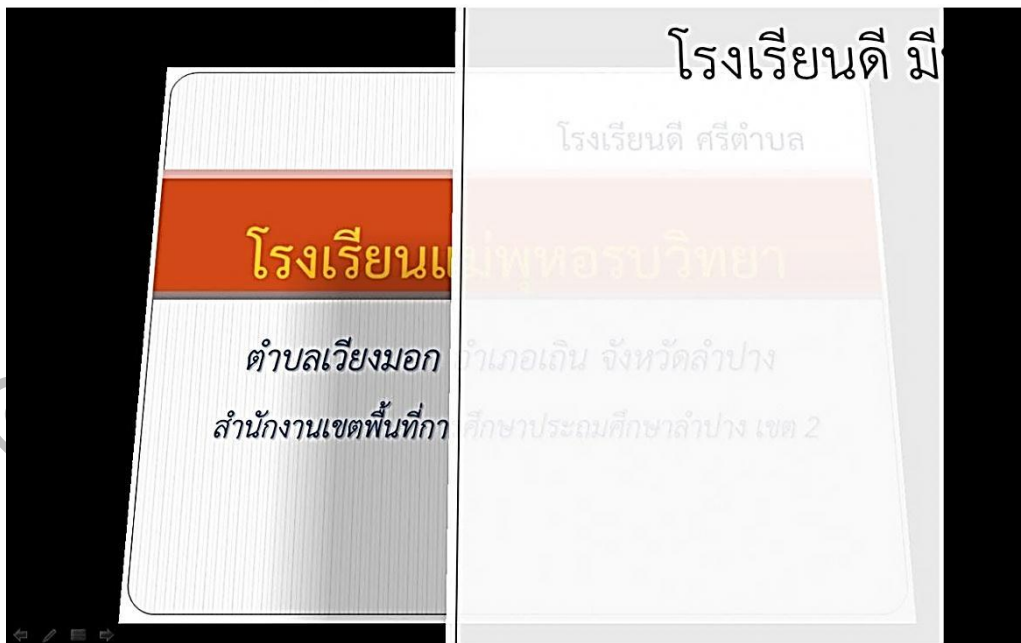 โรงเรียนดี มี
โรงเรียนดี ศรีตำบล
โรงเรียนแม่พุหอรบวิทยา
ตำบลเวียงมอก อำเภอเถิน จังหวัดลำปาง
สำนักงานเขตพื้นที่การศึกษาประถมศึกษาลำปาง เขต 2